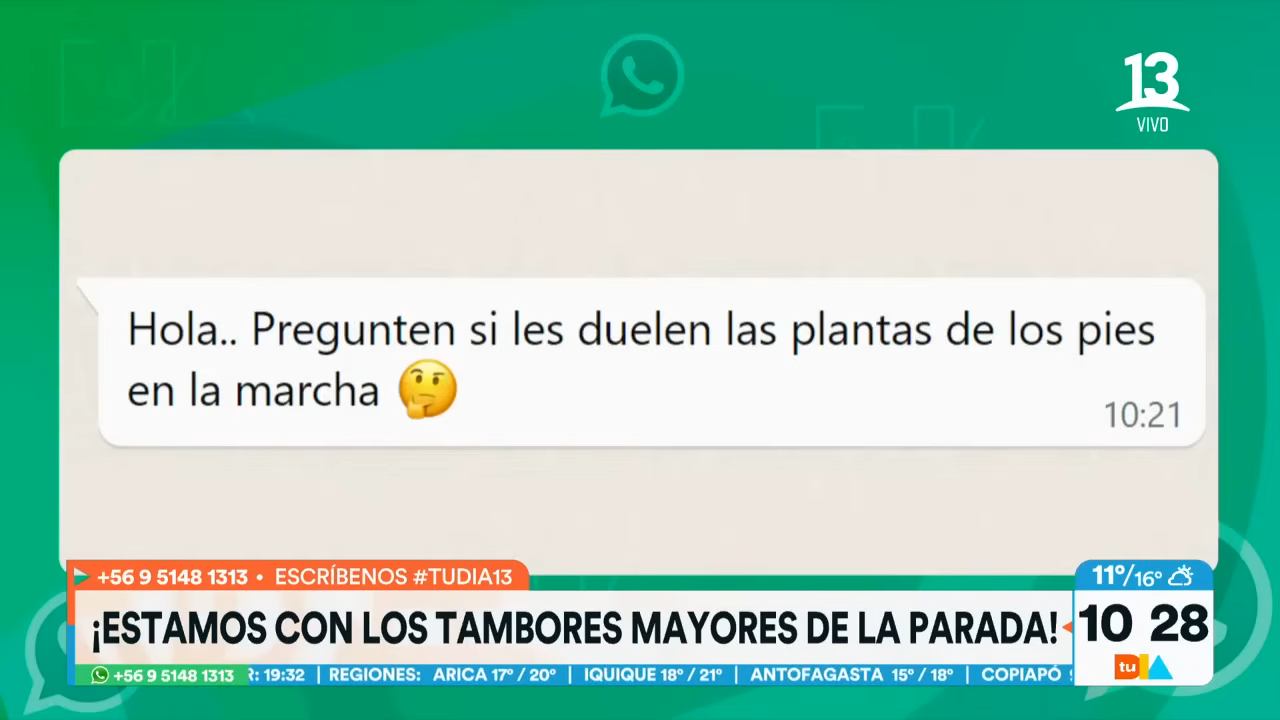 13
VIVO
Hola.. Pregunten si les duelen las plantas de los pies
en la marcha 🤔
10:21
+56 9 5148 1313 • ESCRÍBENOS #TUDIA13
11°/16°
¡ESTAMOS CON LOS TAMBORES MAYORES DE LA PARADA!
10 28
tu DIA
+56 9 5148 1313 R: 19:32 | REGIONES: ARICA 17° / 20° | IQUIQUE 18° / 21° | ANTOFAGASTA 15° / 18° | COPIAPÓ